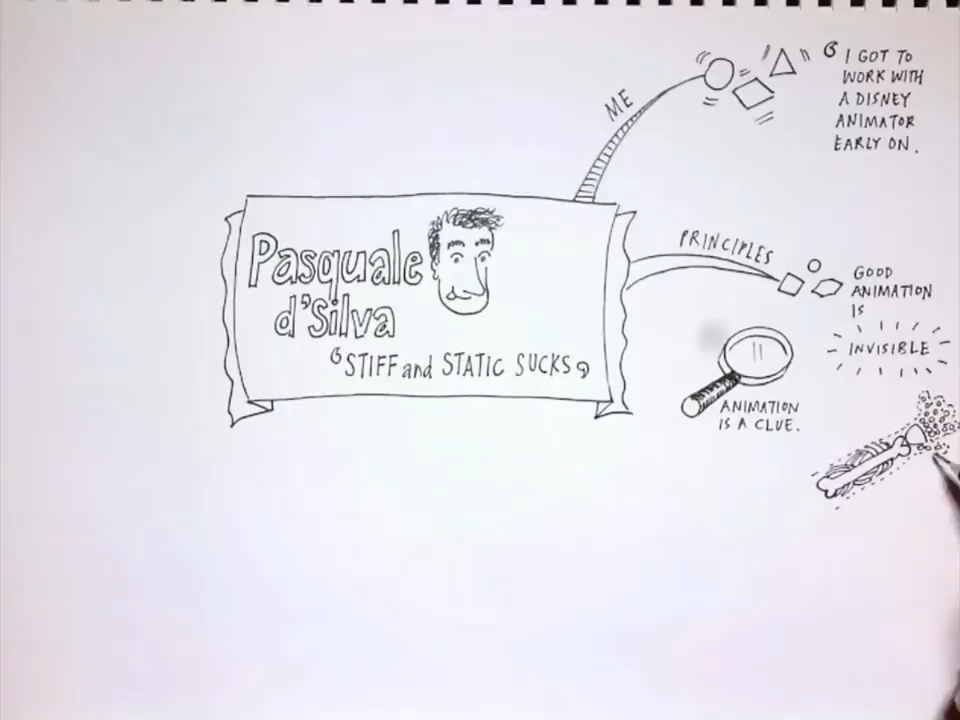 Pasquale
d'Silva
"STIFF and STATIC SUCKS"
ME
I GOT TO
WORK WITH
A DISNEY
ANIMATOR
EARLY ON.
PRINCIPLES
GOOD
ANIMATION
IS
INVISIBLE
ANIMATION
IS A CLUE.